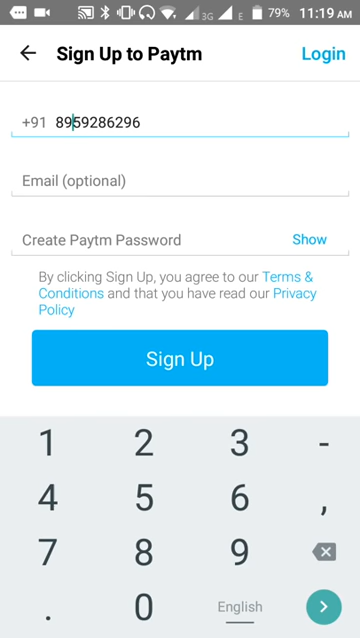 3G E 79% 11:19 AM
Sign Up to Paytm Login
+91 8959286296
Email (optional)
Create Paytm Password Show
By clicking Sign Up, you agree to our Terms &
Conditions and that you have read our Privacy
Policy
Sign Up
1 2 3 -
4 5 6 ,
7 8 9
. 0 English